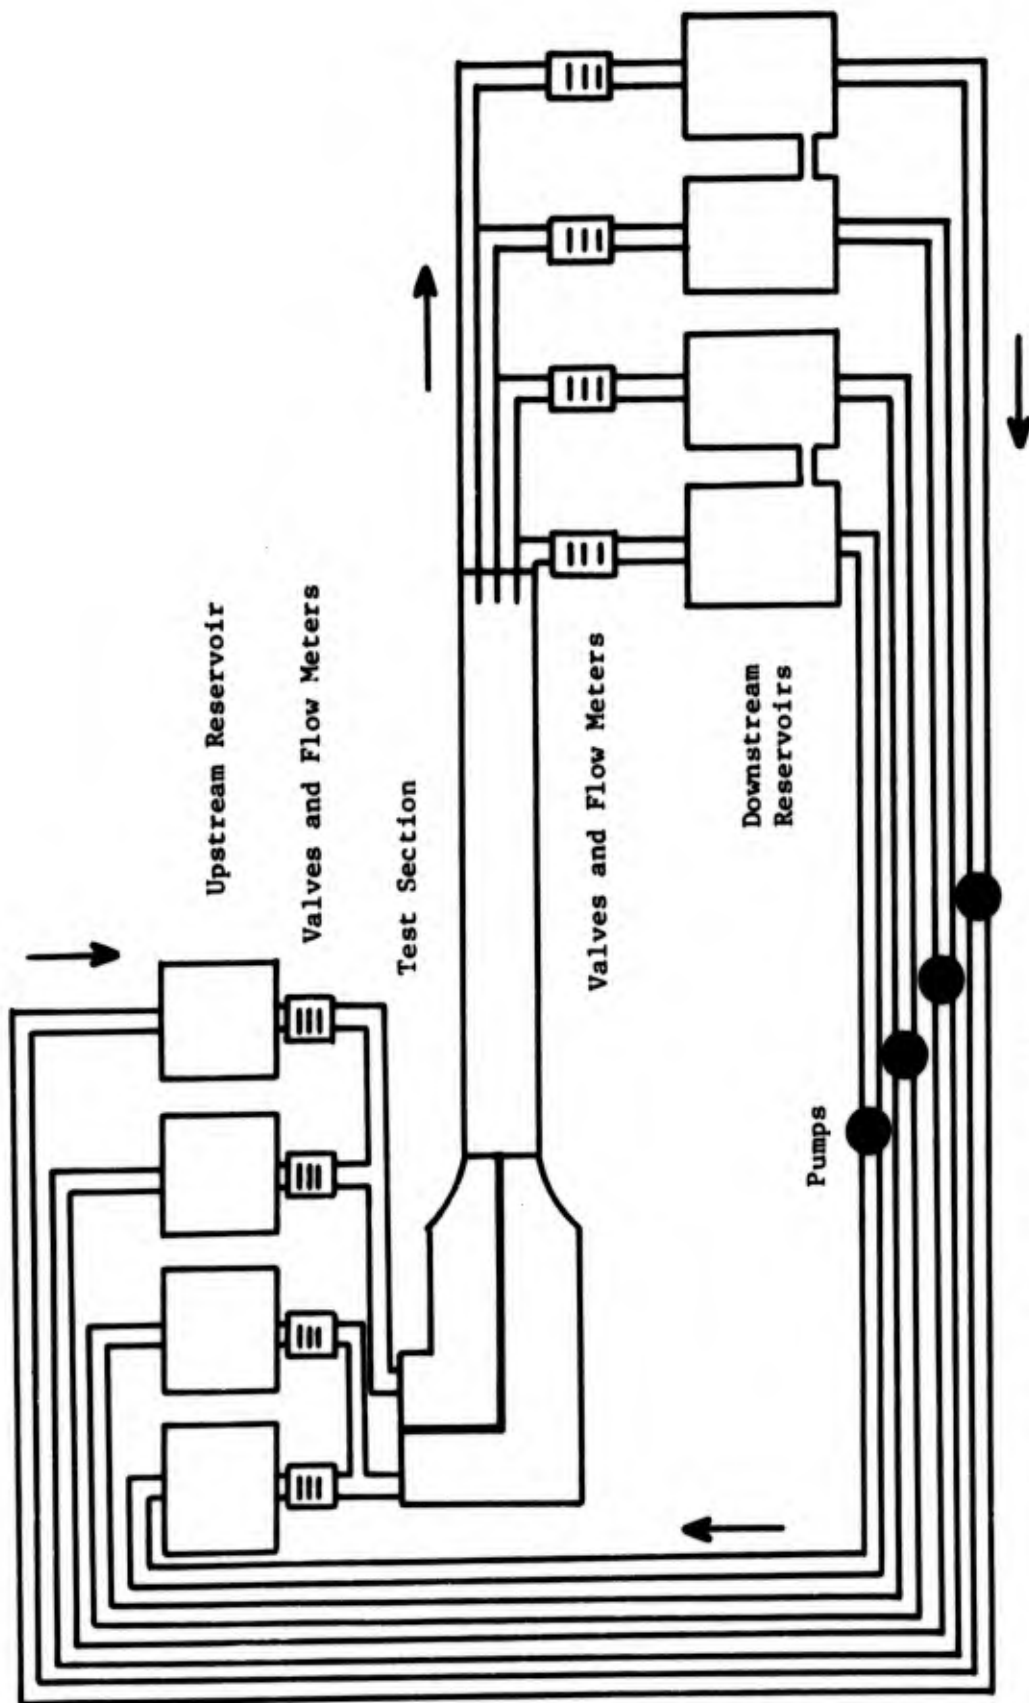 Upstream Reservoir
Valves and Flow Meters
Test Section
Valves and Flow Meters
Downstream
Reservoirs
Pumps